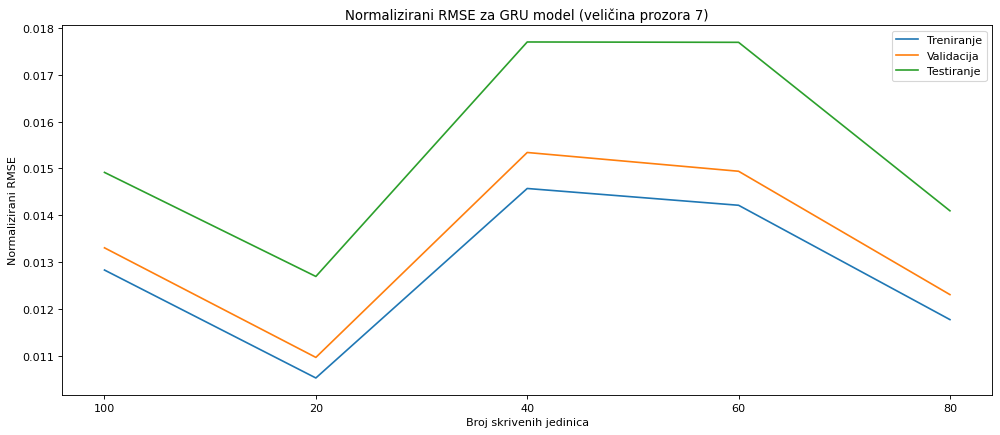 Normalizirani RMSE za GRU model (veličina prozora 7)
Treniranje
Validacija
Testiranje
Normalizirani RMSE
0.018
0.017
0.016
0.015
0.014
0.013
0.012
0.011
100 20 40 60 80
Broj skrivenih jedinica